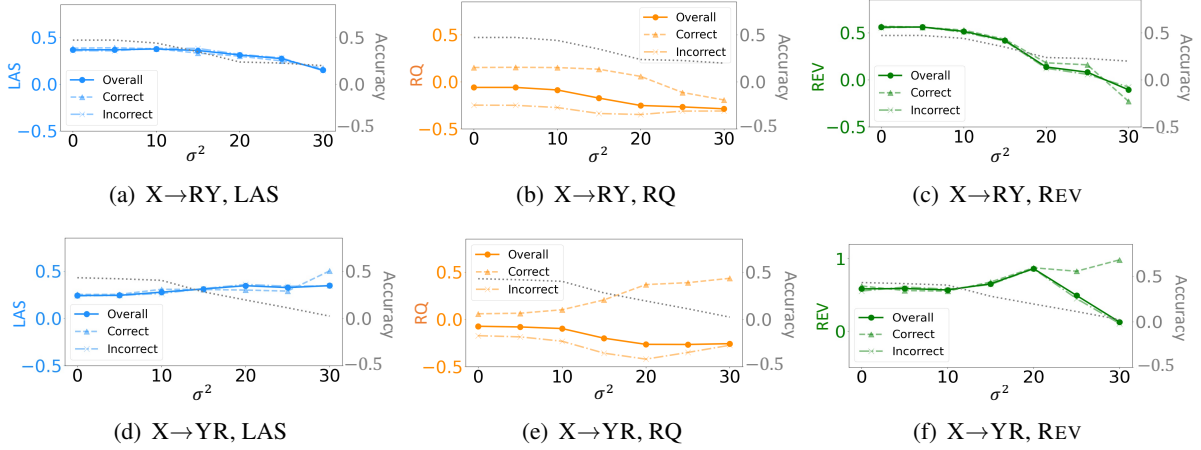 0.5
0.0
−0.5
LAS
Overall
Correct
Incorrect
0
10
20
30
σ²
0.5
0.0
−0.5
Accuracy
(a) X→RY, LAS
0.5
0.0
−0.5
RQ
Overall
Correct
Incorrect
0
10
20
30
σ²
0.5
0.0
−0.5
Accuracy
(b) X→RY, RQ
0.5
0.0
−0.5
REV
Overall
Correct
Incorrect
0
10
20
30
σ²
0.5
0.0
−0.5
Accuracy
(c) X→RY, REV
0.5
0.0
−0.5
LAS
Overall
Correct
Incorrect
0
10
20
30
σ²
0.5
0.0
−0.5
Accuracy
(d) X→YR, LAS
0.5
0.0
−0.5
RQ
Overall
Correct
Incorrect
0
10
20
30
σ²
0.5
0.0
−0.5
Accuracy
(e) X→YR, RQ
1
0
REV
Overall
Correct
Incorrect
0
10
20
30
σ²
0.5
0.0
−0.5
Accuracy
(f) X→YR, REV